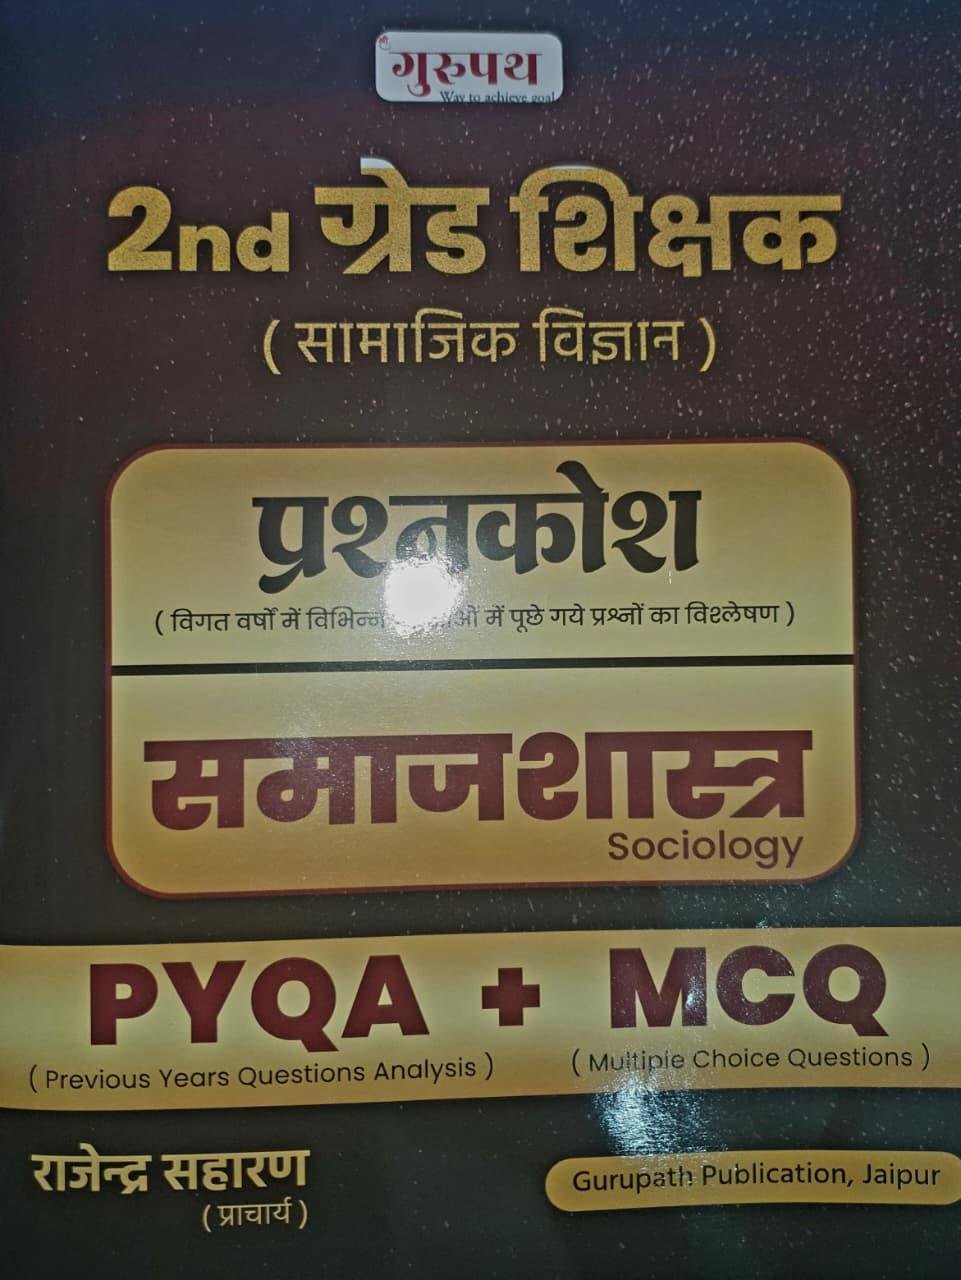 गुरुपथ
Way to achieve goal
2nd ग्रेड शिक्षक
( सामाजिक विज्ञान )
प्रश्नकोश
( विगत वर्षों में विभिन्न में पूछे गये प्रश्नों का विश्लेषण )
समाजशास्त्र
Sociology
PYQA + MCQ
( Previous Years Questions Analysis ) ( Multiple Choice Questions )
राजेन्द्र सहारण
( प्राचार्य )
Gurupath Publication, Jaipur